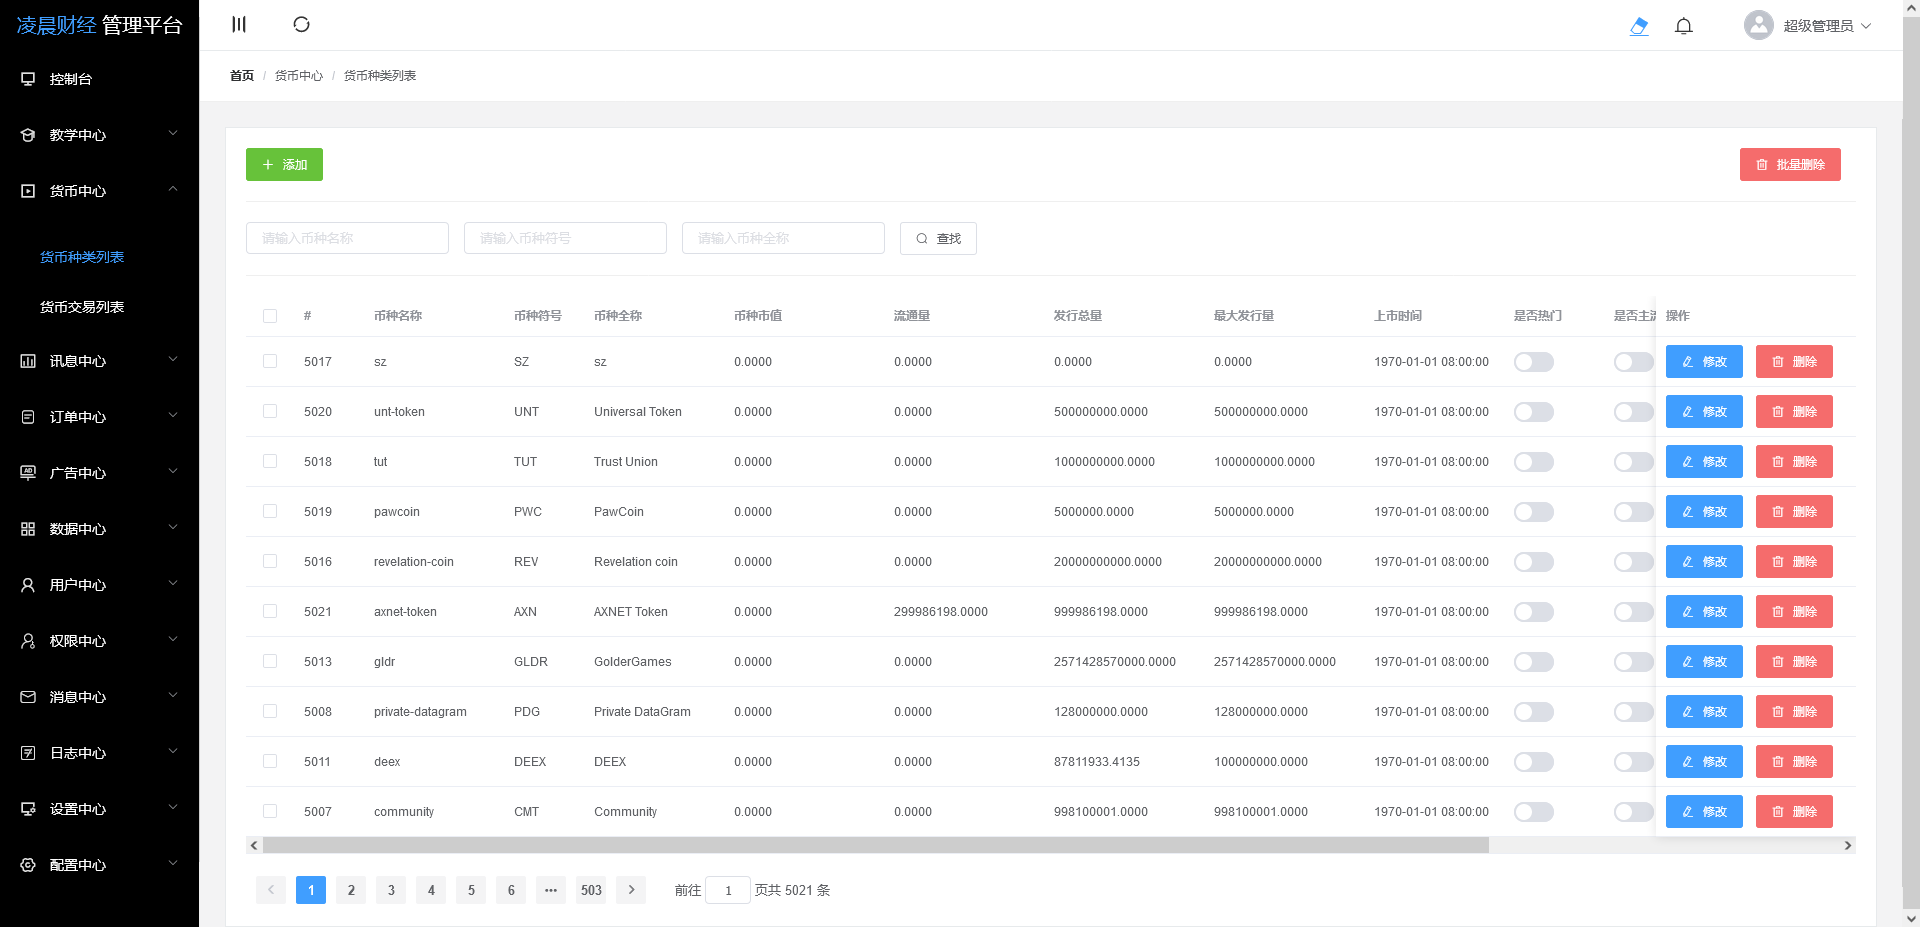 凌晨财经 管理平台
控制台
教学中心
货币中心
货币种类列表
货币交易列表
讯息中心
订单中心
广告中心
数据中心
用户中心
权限中心
消息中心
日志中心
设置中心
配置中心
超级管理员
首页 / 货币中心 / 货币种类列表
添加 批量删除
请输入币种名称 请输入币种符号 请输入币种全称 查找
# 币种名称 币种符号 币种全称 币种市值 流通量 发行总量 最大发行量 上市时间 是否热门 是否主流 操作
5017 sz SZ sz 0.0000 0.0000 0.0000 0.0000 1970-01-01 08:00:00 修改 删除
5020 unt-token UNT Universal Token 0.0000 0.0000 500000000.0000 500000000.0000 1970-01-01 08:00:00 修改 删除
5018 tut TUT Trust Union 0.0000 0.0000 1000000000.0000 1000000000.0000 1970-01-01 08:00:00 修改 删除
5019 pawcoin PWC PawCoin 0.0000 0.0000 5000000.0000 5000000.0000 1970-01-01 08:00:00 修改 删除
5016 revelation-coin REV Revelation coin 0.0000 0.0000 20000000000.0000 20000000000.0000 1970-01-01 08:00:00 修改 删除
5021 axnet-token AXN AXNET Token 0.0000 299986198.0000 999986198.0000 999986198.0000 1970-01-01 08:00:00 修改 删除
5013 gldr GLDR GolderGames 0.0000 0.0000 2571428570000.0000 2571428570000.0000 1970-01-01 08:00:00 修改 删除
5008 private-datagram PDG Private DataGram 0.0000 0.0000 128000000.0000 128000000.0000 1970-01-01 08:00:00 修改 删除
5011 deex DEEX DEEX 0.0000 0.0000 87811933.4135 100000000.0000 1970-01-01 08:00:00 修改 删除
5007 community CMT Community 0.0000 0.0000 998100001.0000 998100001.0000 1970-01-01 08:00:00 修改 删除
1 2 3 4 5 6 ••• 503 前往 1 页共 5021 条